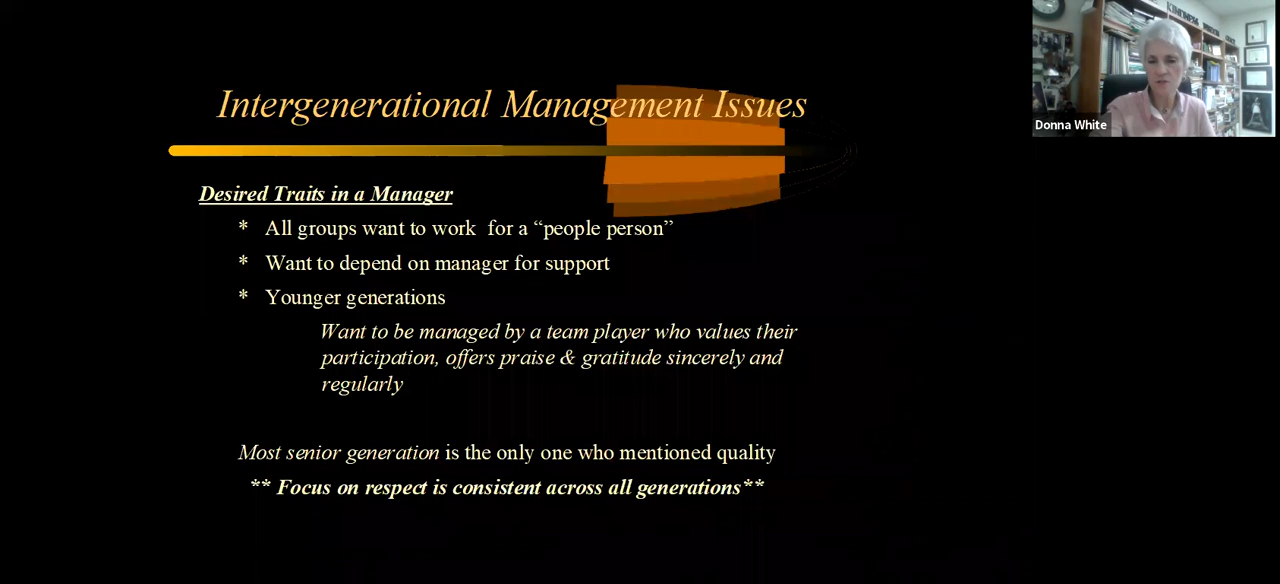 Intergenerational Management Issues
Desired Traits in a Manager
* All groups want to work for a “people person”
* Want to depend on manager for support
* Younger generations
Want to be managed by a team player who values their
participation, offers praise & gratitude sincerely and
regularly
Most senior generation is the only one who mentioned quality
** Focus on respect is consistent across all generations**
Donna White
KINDNESS